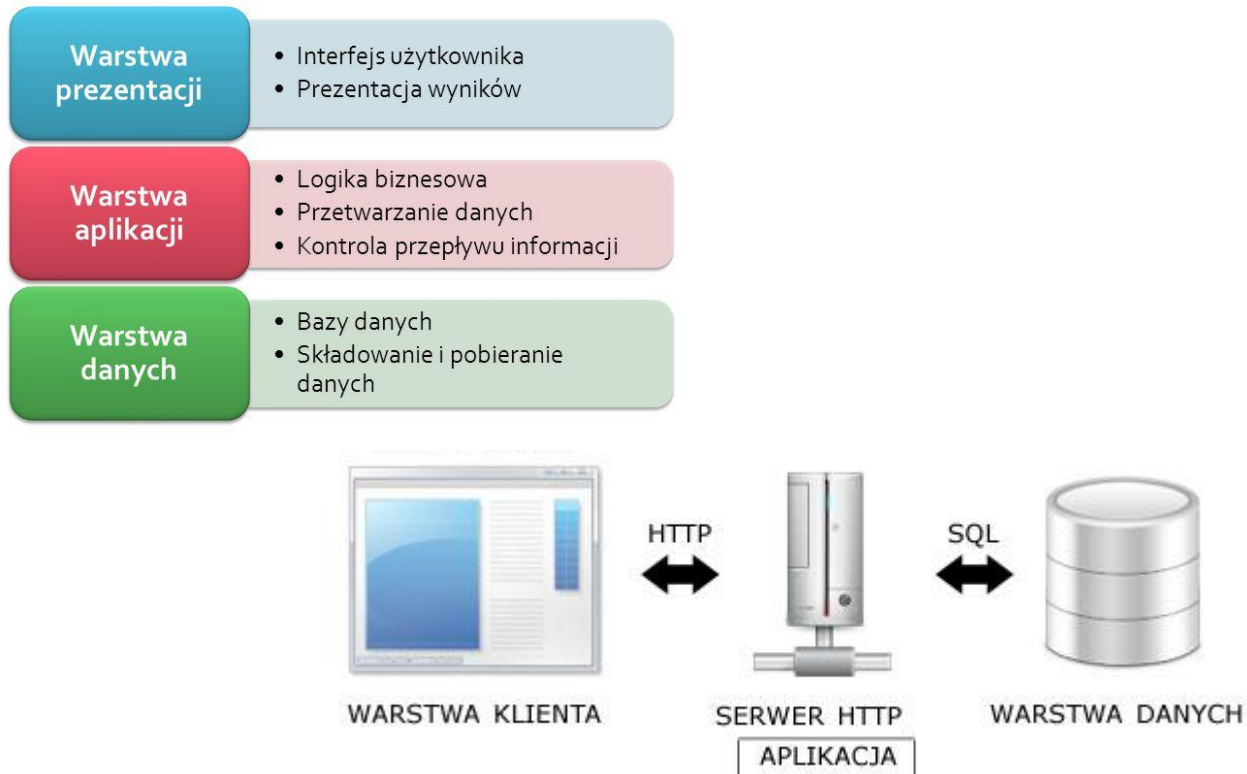 Warstwa
prezentacji
• Interfejs użytkownika
• Prezentacja wyników
Warstwa
aplikacji
• Logika biznesowa
• Przetwarzanie danych
• Kontrola przepływu informacji
Warstwa
danych
• Bazy danych
• Składowanie i pobieranie
danych
HTTP
SQL
WARSTWA KLIENTA
SERWER HTTP
WARSTWA DANYCH
APLIKACJA